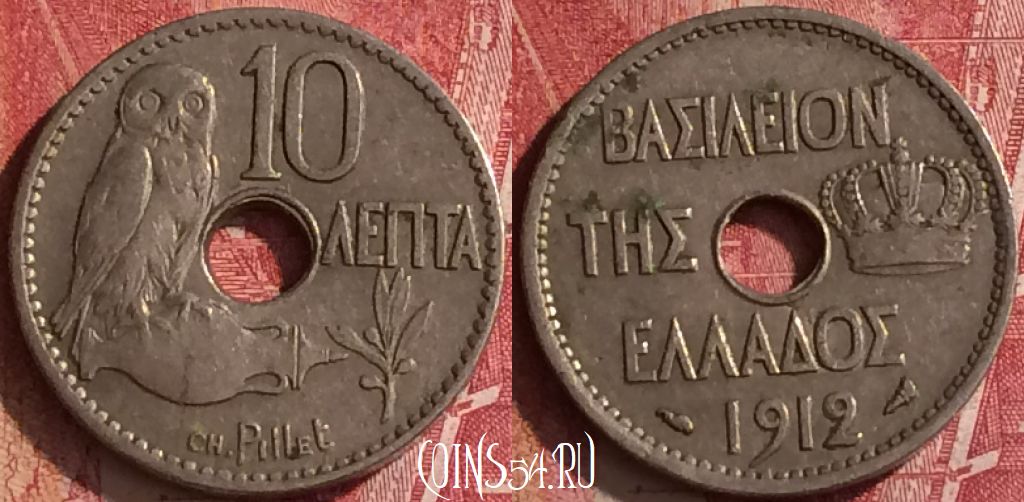 10
ΛΕΠΤΑ
CH. Pillet
ΒΑΣΙΛΕΙΟΝ
ΤΗΣ
ΕΛΛΑΔΟΣ
1912
COINS54.RU